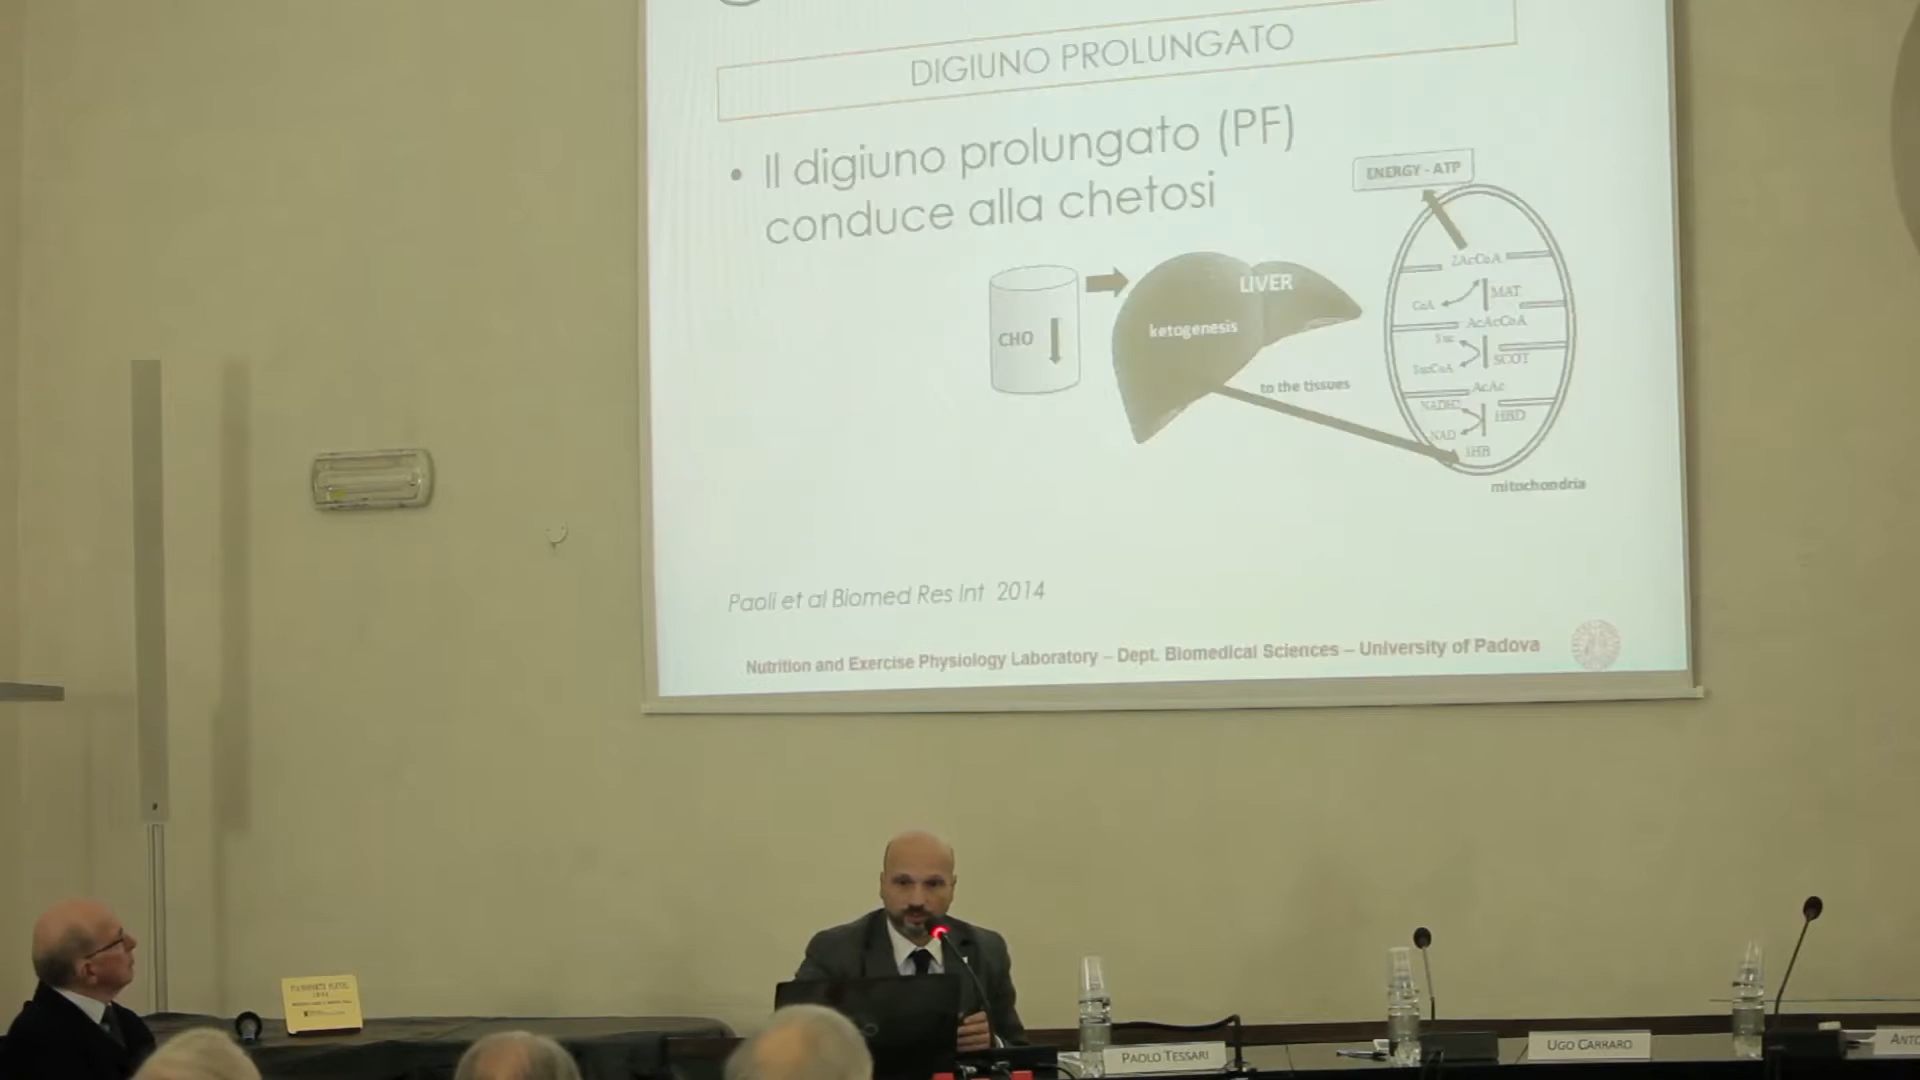 DIGIUNO PROLUNGATO
• Il digiuno prolungato (PF)
conduce alla chetosi
ENERGY - ATP
2AcCoA
CoA
MAT
AcAcCoA
Suc
SCOT
SucCoA
AcAc
HBD
NAD
LIVER
ketogenesis
CHO
to the tissues
mitochondria
Paoli et al Biomed Res Int 2014
Nutrition and Exercise Physiology Laboratory – Dept. Biomedical Sciences – University of Padova
PAOLO TESSARI
UGO CARRARO